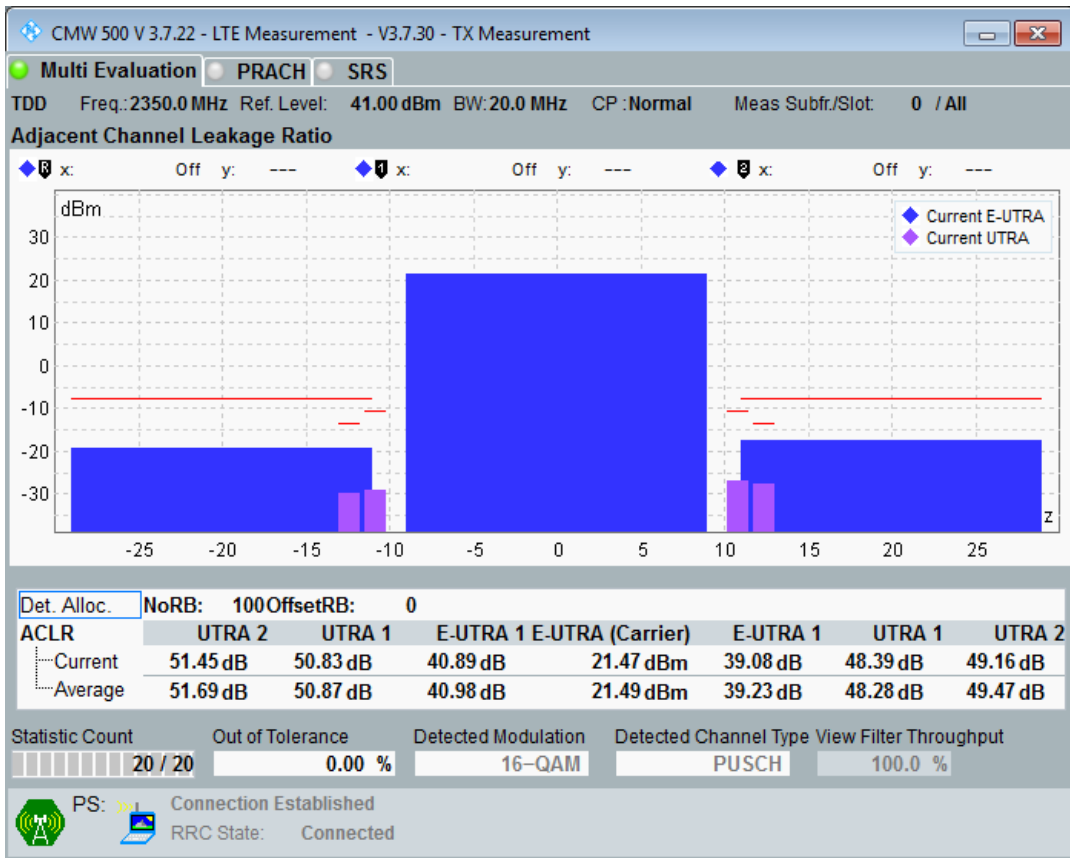 CMW 500 V 3.7.22 - LTE Measurement - V3.7.30 - TX Measurement
Multi Evaluation PRACH SRS
TDD Freq.:2350.0 MHz Ref. Level: 41.00 dBm BW:20.0 MHz CP :Normal Meas Subfr./Slot: 0 / All
Adjacent Channel Leakage Ratio
R x: Off y: --- 1 x: Off y: --- 2 x: Off y: ---
dBm
Current E-UTRA
Current UTRA
30
20
10
0
-10
-20
-30
z
-25 -20 -15 -10 -5 0 5 10 15 20 25
Det. Alloc. NoRB: 100 OffsetRB: 0
ACLR UTRA 2 UTRA 1 E-UTRA 1 E-UTRA (Carrier) E-UTRA 1 UTRA 1 UTRA 2
Current 51.45 dB 50.83 dB 40.89 dB 21.47 dBm 39.08 dB 48.39 dB 49.16 dB
Average 51.69 dB 50.87 dB 40.98 dB 21.49 dBm 39.23 dB 48.28 dB 49.47 dB
Statistic Count Out of Tolerance Detected Modulation Detected Channel Type View Filter Throughput
20 / 20 0.00 % 16-QAM PUSCH 100.0 %
PS: Connection Established
RRC State: Connected